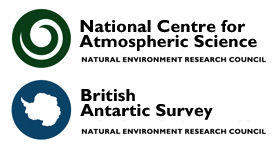 National Centre for
Atmospheric Science
NATURAL ENVIRONMENT RESEARCH COUNCIL
British
Antartic Survey
NATURAL ENVIRONMENT RESEARCH COUNCIL